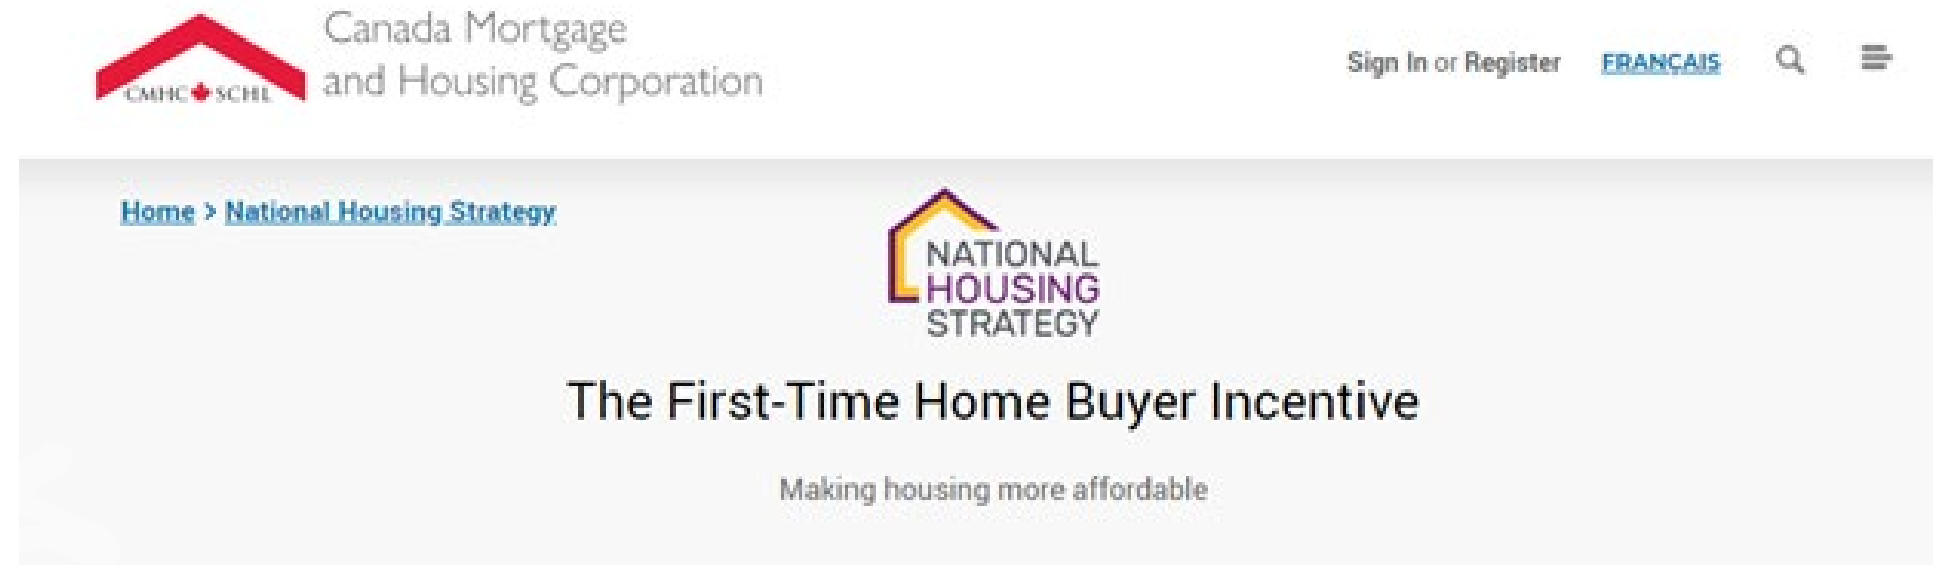 Canada Mortgage
and Housing Corporation
CMHC SCHL
Sign In or Register FRANÇAIS
Home > National Housing Strategy
NATIONAL
HOUSING
STRATEGY
The First-Time Home Buyer Incentive
Making housing more affordable